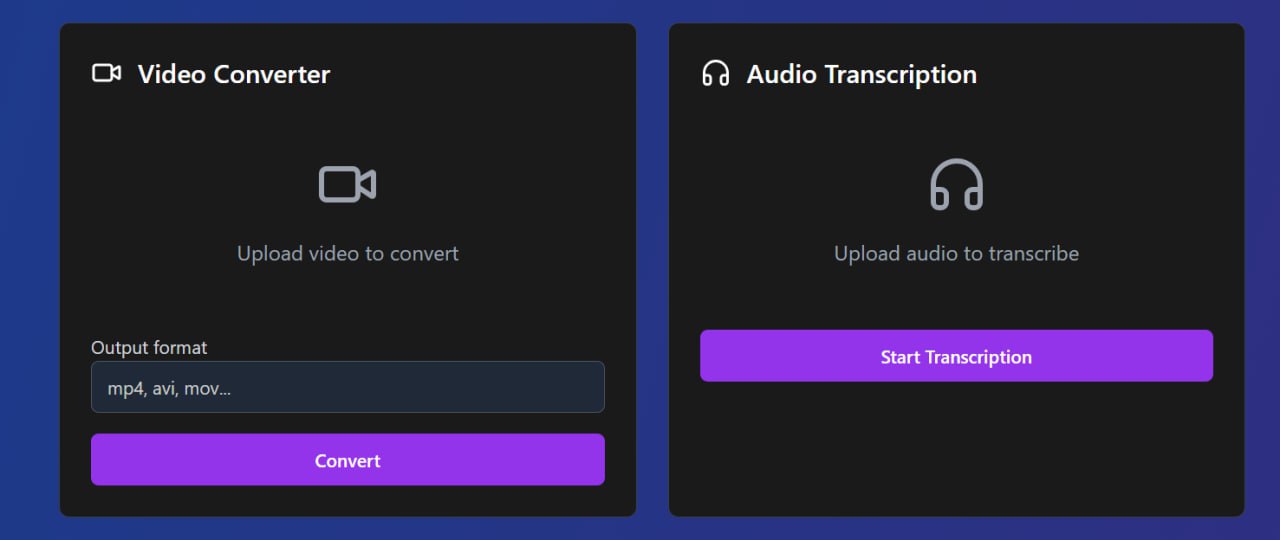 Video Converter
Upload video to convert
Output format
mp4, avi, mov...
Convert
Audio Transcription
Upload audio to transcribe
Start Transcription